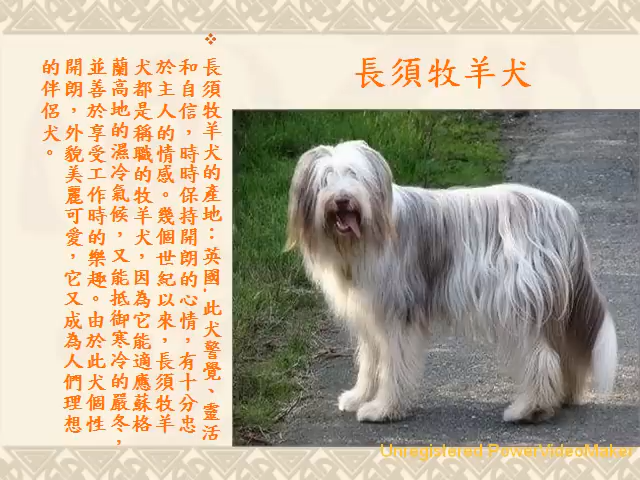 長須牧羊犬
❖長須牧羊犬的產地：英國.此犬警覺、靈活
和自信，時時保持開朗的心情，有十分忠
於主人的情感。幾個世紀以來，長須牧羊
犬都是稱職的牧羊犬，因為它能適應蘇格
蘭高地的濕冷氣候，又能抵御寒冷的嚴冬，
並善於享受工作時的樂趣。由於此犬個性
開朗，外貌美麗可愛，它又成為人們理想
的伴侶犬。
Unregistered PowerVideoMaker